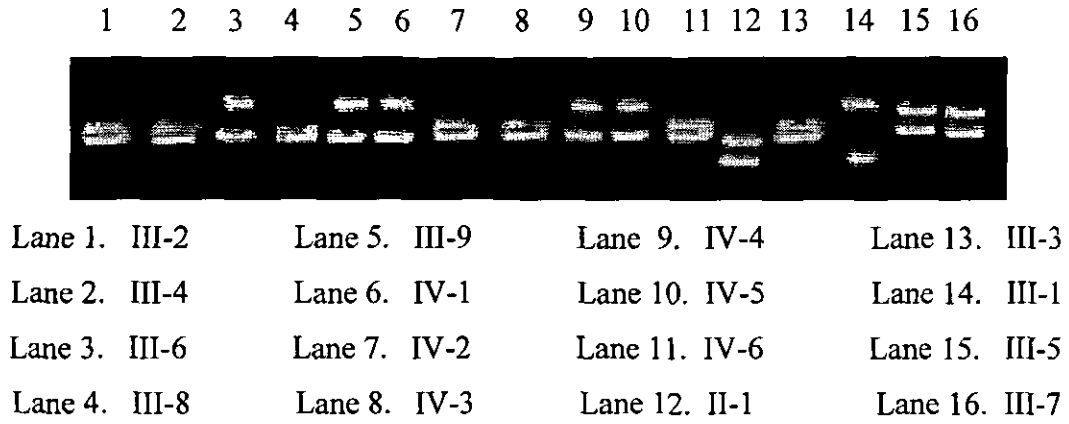 1 2 3 4 5 6 7 8 9 10 11 12 13 14 15 16
Lane 1. III-2 Lane 5. III-9 Lane 9. IV-4 Lane 13. III-3
Lane 2. III-4 Lane 6. IV-1 Lane 10. IV-5 Lane 14. III-1
Lane 3. III-6 Lane 7. IV-2 Lane 11. IV-6 Lane 15. III-5
Lane 4. III-8 Lane 8. IV-3 Lane 12. II-1 Lane 16. III-7